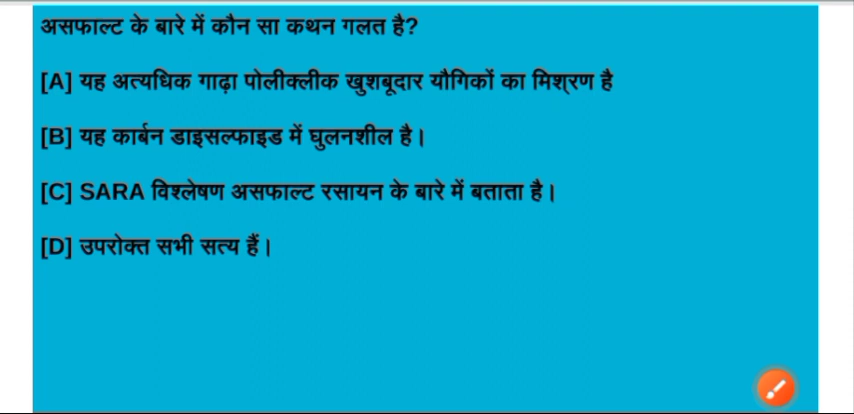 असफाल्ट के बारे में कौन सा कथन गलत है?
[A] यह अत्यधिक गाढ़ा पोलीक्लीक खुशबूदार यौगिकों का मिश्रण है
[B] यह कार्बन डाइसल्फाइड में घुलनशील है।
[C] SARA विश्लेषण असफाल्ट रसायन के बारे में बताता है।
[D] उपरोक्त सभी सत्य हैं।